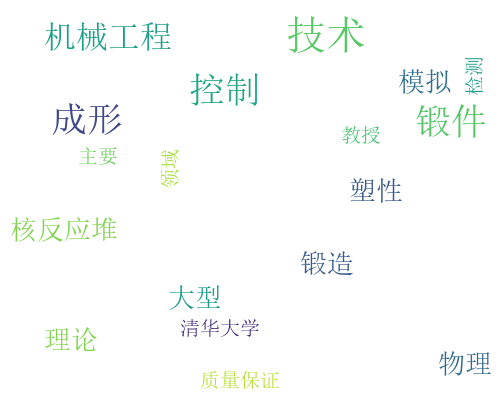 技术
机械工程
检测
模拟
控制
锻件
成形
教授
主要
领域
塑性
核反应堆
锻造
大型
清华大学
理论
物理
质量保证